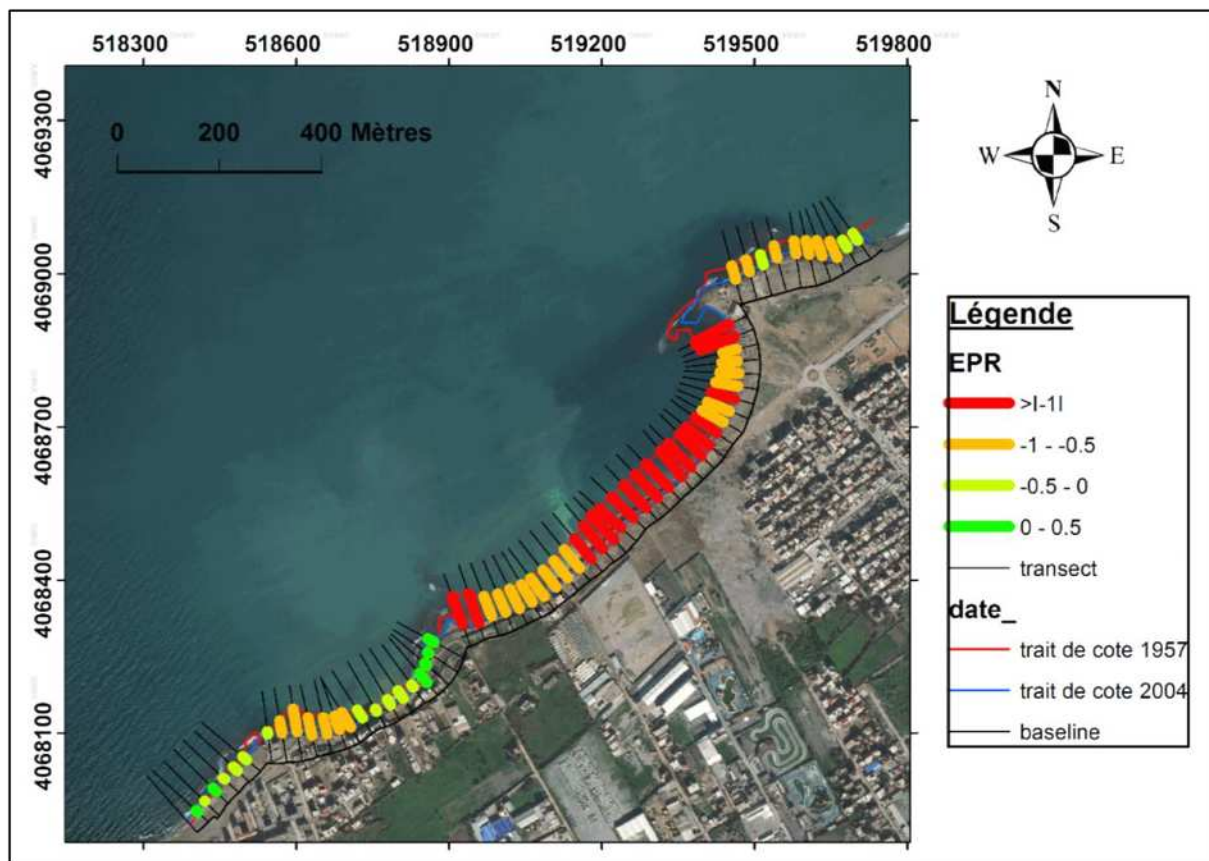 518300 518600 518900 519200 519500 519800
4069300
4069000
4068700
4068400
4068100
0 200 400 Mètres
N
W E
S
Légende
EPR
>I-1I
-1 - -0.5
-0.5 - 0
0 - 0.5
transect
date_
trait de cote 1957
trait de cote 2004
baseline